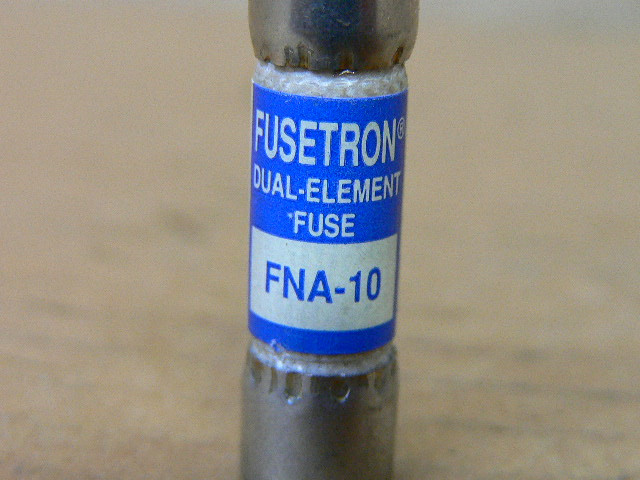 FUSETRON®
DUAL-ELEMENT
FUSE
FNA-10